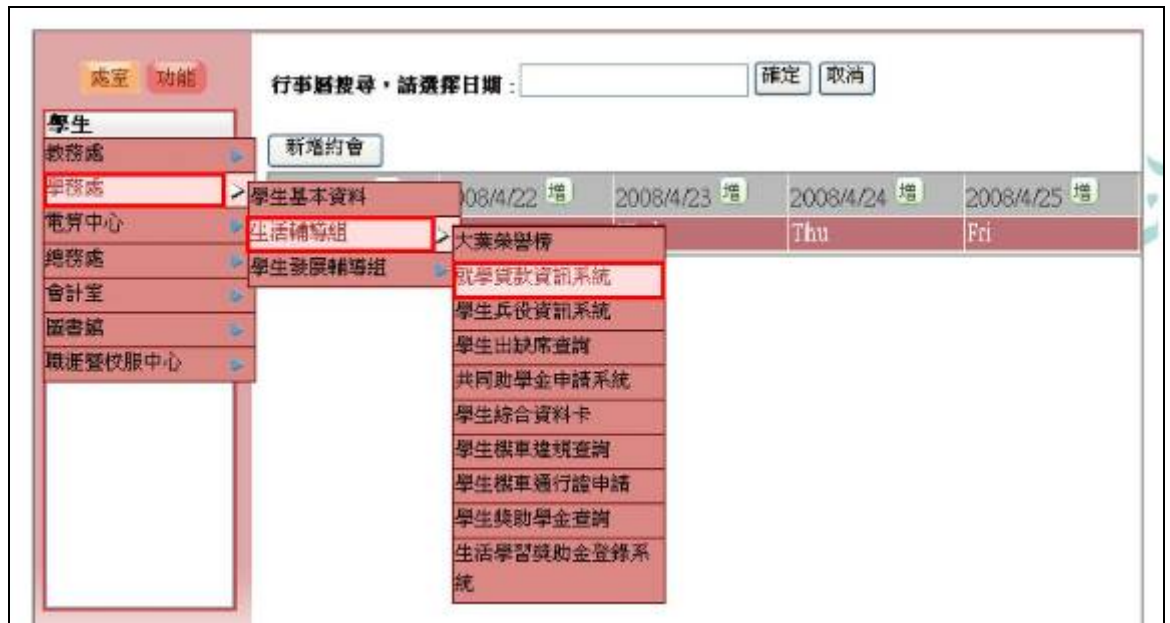 處室 功能
行事曆搜尋,請選擇日期: 確定 取消
學生
新增約會
教務處
學務處
電算中心
總務處
會計室
圖書館
職涯暨校服中心
學生基本資料
生活輔導組
學生發展輔導組
大葉榮譽榜
就學貸款資訊系統
學生兵役資訊系統
學生出缺席查詢
共同助學金申請系統
學生綜合資料卡
學生機車違規查詢
學生機車通行證申請
學生獎助學金查詢
生活學習獎助金登錄系
統
008/4/22 增 2008/4/23 增 2008/4/24 增 2008/4/25 增
Thu Fri